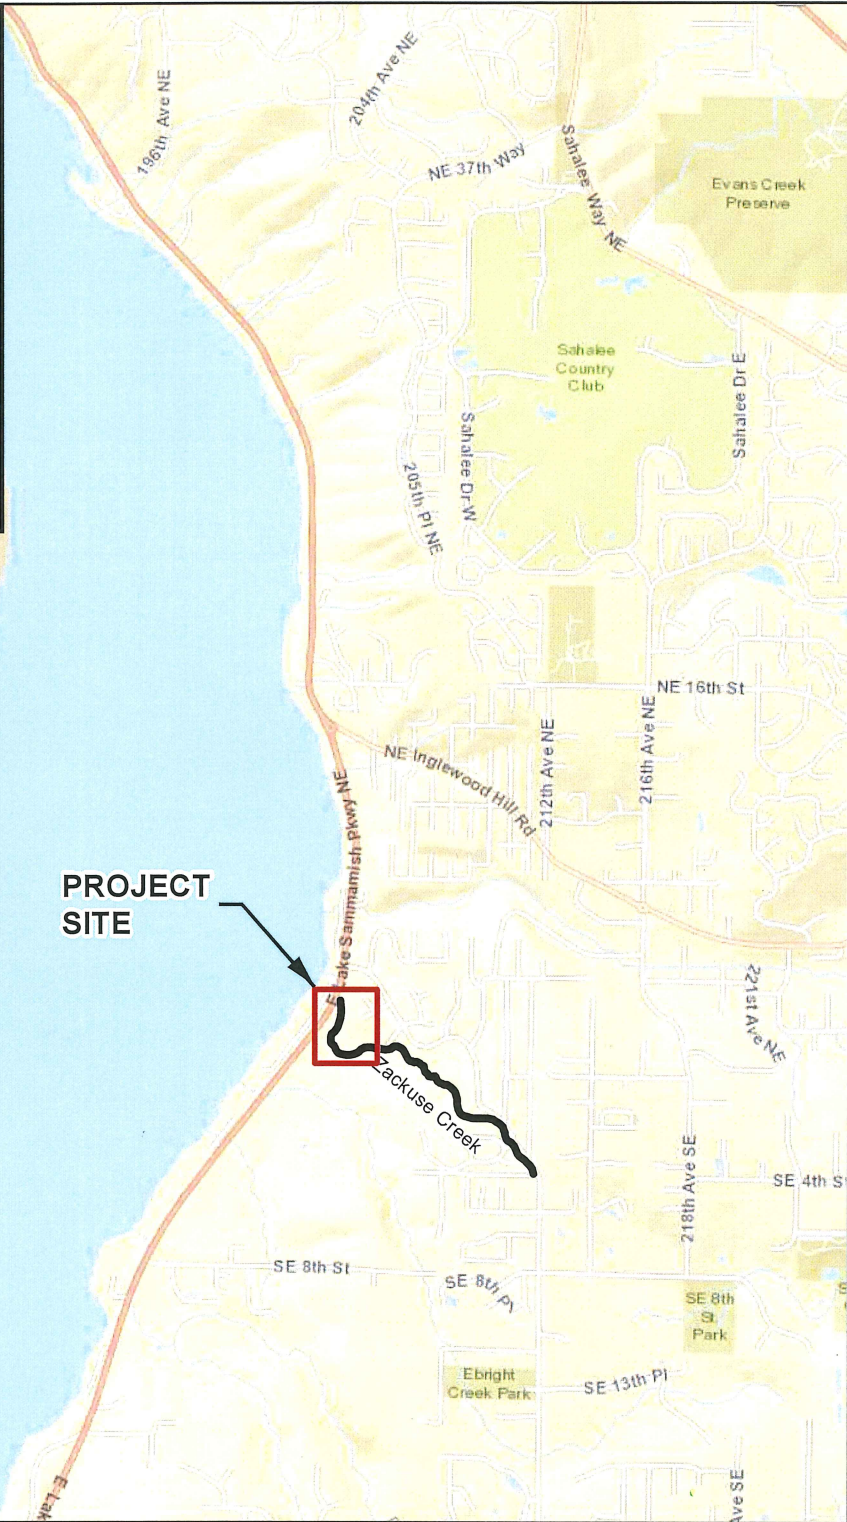 196th Ave NE
204th Ave NE
NE 37th Way
Sahalee Way NE
Evans Creek
Preserve
Sahalee
Country
Club
Sahalee Dr E
Sahalee Dr W
205th Pl NE
NE 16th St
216th Ave NE
212th Ave NE
NE Inglewood Hill Rd
E Lake Sammamish Pkwy NE
PROJECT
SITE
221st Ave NE
Zackuse Creek
218th Ave SE
SE 4th S
SE 8th St
SE 8th Pl
SE 8th
St.
Park
Ebright
Creek Park
SE 13th Pl
E Lak
Ave SE